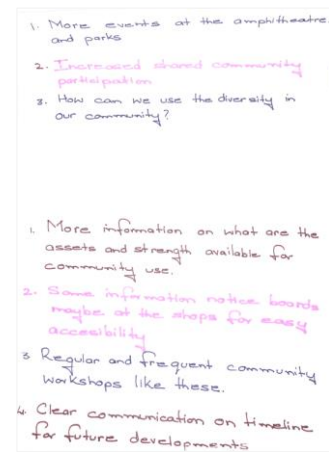 1. More events at the amphitheatre
and parks
2. Increased shared community
participation
3. How can we use the diversity in
our community?
1. More information on what are the
assets and strength available for
community use.
2. Some information notice boards
maybe at the shops for easy
accesibility
3 Regular and frequent community
workshops like these.
4. Clear communication on timeline
for future developments